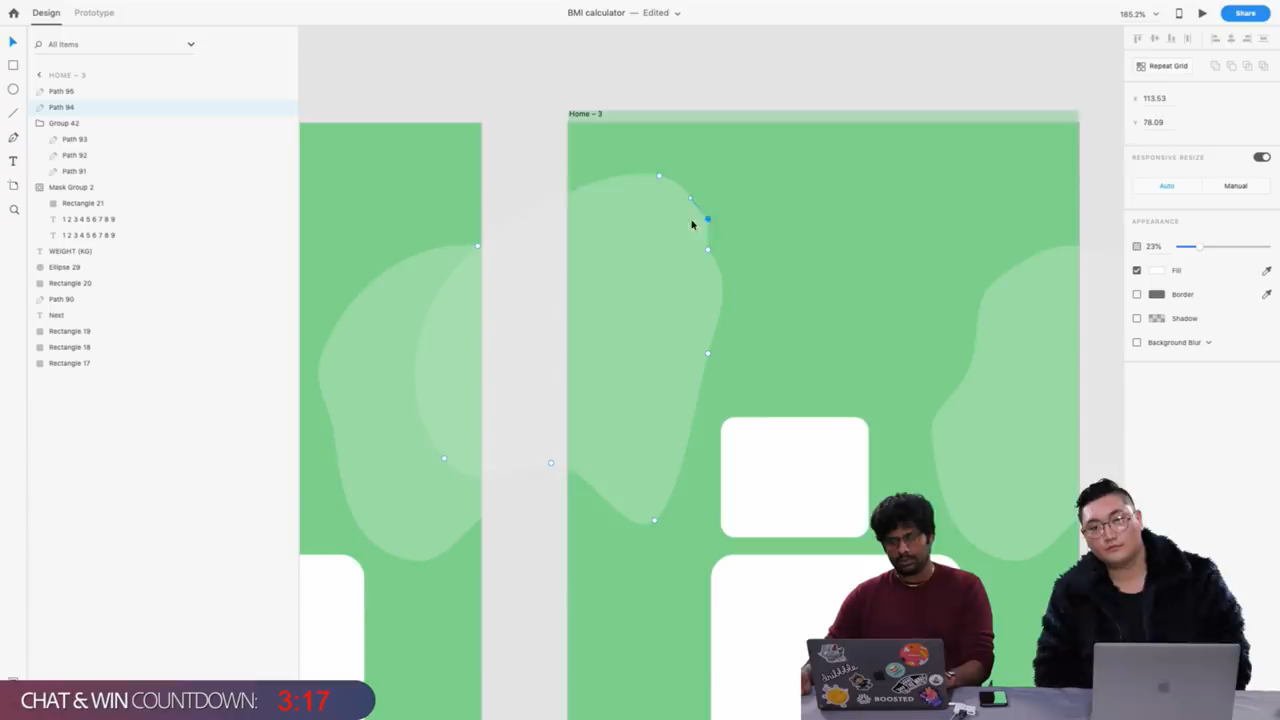 Design
Prototype
BMI calculator — Edited
185.2%
Share
All Items
HOME – 3
Path 95
Path 94
Group 42
Path 93
Path 92
Path 91
Mask Group 2
Rectangle 21
1 2 3 4 5 6 7 8 9
1 2 3 4 5 6 7 8 9
WEIGHT (KG)
Ellipse 29
Rectangle 20
Path 90
Next
Rectangle 19
Rectangle 18
Rectangle 17
Home – 3
Repeat Grid
X 113.53
Y 78.09
RESPONSIVE RESIZE
Auto
Manual
APPEARANCE
23%
Fill
Border
Shadow
Background Blur
dribbble
BOOSTED
CHAT & WIN COUNTDOWN: 3:17